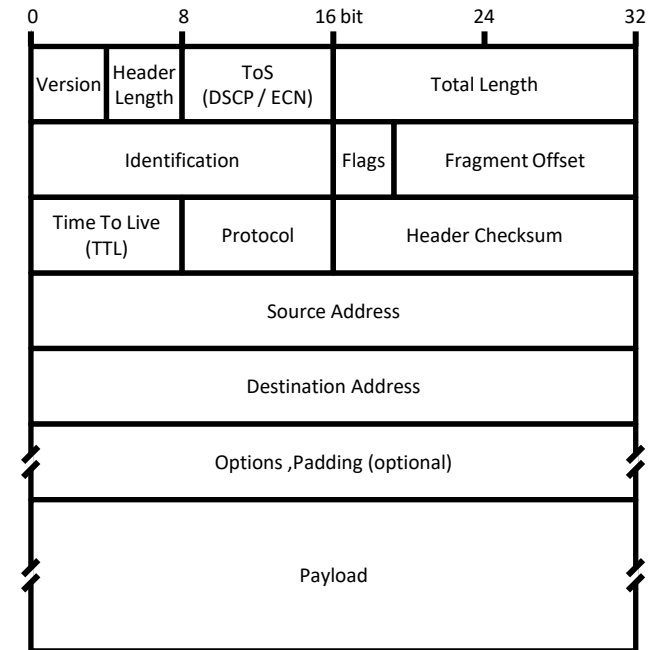 0 8 16 bit 24 32
Version Header Length ToS (DSCP / ECN) Total Length
Identification Flags Fragment Offset
Time To Live (TTL) Protocol Header Checksum
Source Address
Destination Address
Options ,Padding (optional)
Payload